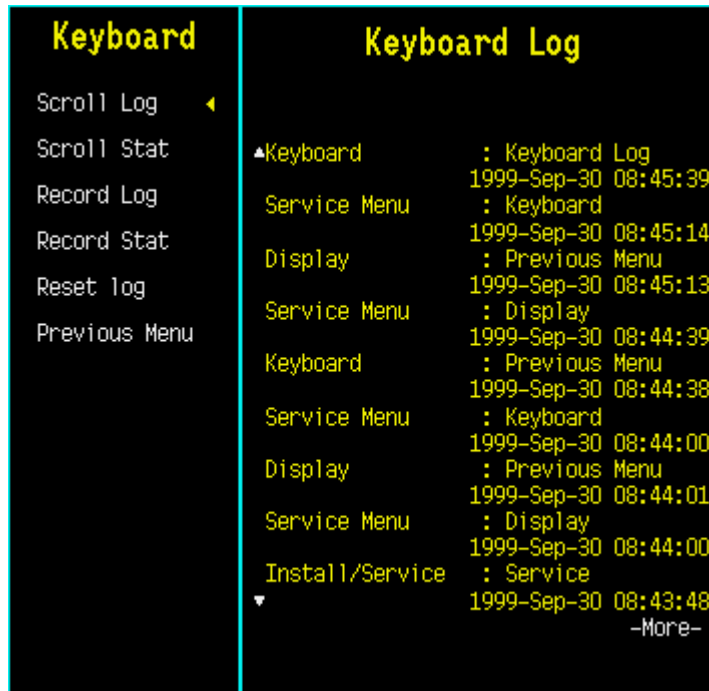 Keyboard
Scroll Log
Scroll Stat
Record Log
Record Stat
Reset log
Previous Menu
Keyboard Log
Keyboard : Keyboard Log
1999-Sep-30 08:45:39
Service Menu : Keyboard
1999-Sep-30 08:45:14
Display : Previous Menu
1999-Sep-30 08:45:13
Service Menu : Display
1999-Sep-30 08:44:39
Keyboard : Previous Menu
1999-Sep-30 08:44:38
Service Menu : Keyboard
1999-Sep-30 08:44:00
Display : Previous Menu
1999-Sep-30 08:44:01
Service Menu : Display
1999-Sep-30 08:44:00
Install/Service : Service
1999-Sep-30 08:43:48
-More-